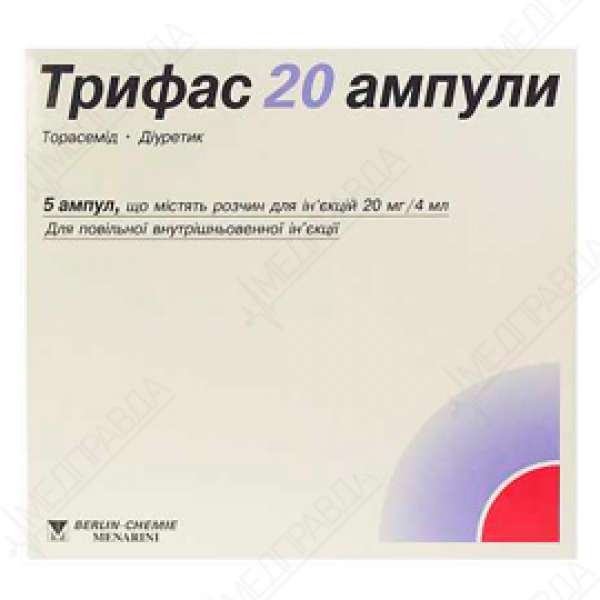 Трифас 20 ампули
Торасемід • Діуретик
5 ампул, що містять розчин для ін'єкцій 20 мг/4 мл
Для повільної внутрішньовенної ін'єкції
BERLIN-CHEMIE
MENARINI
МЕДПРАВДА